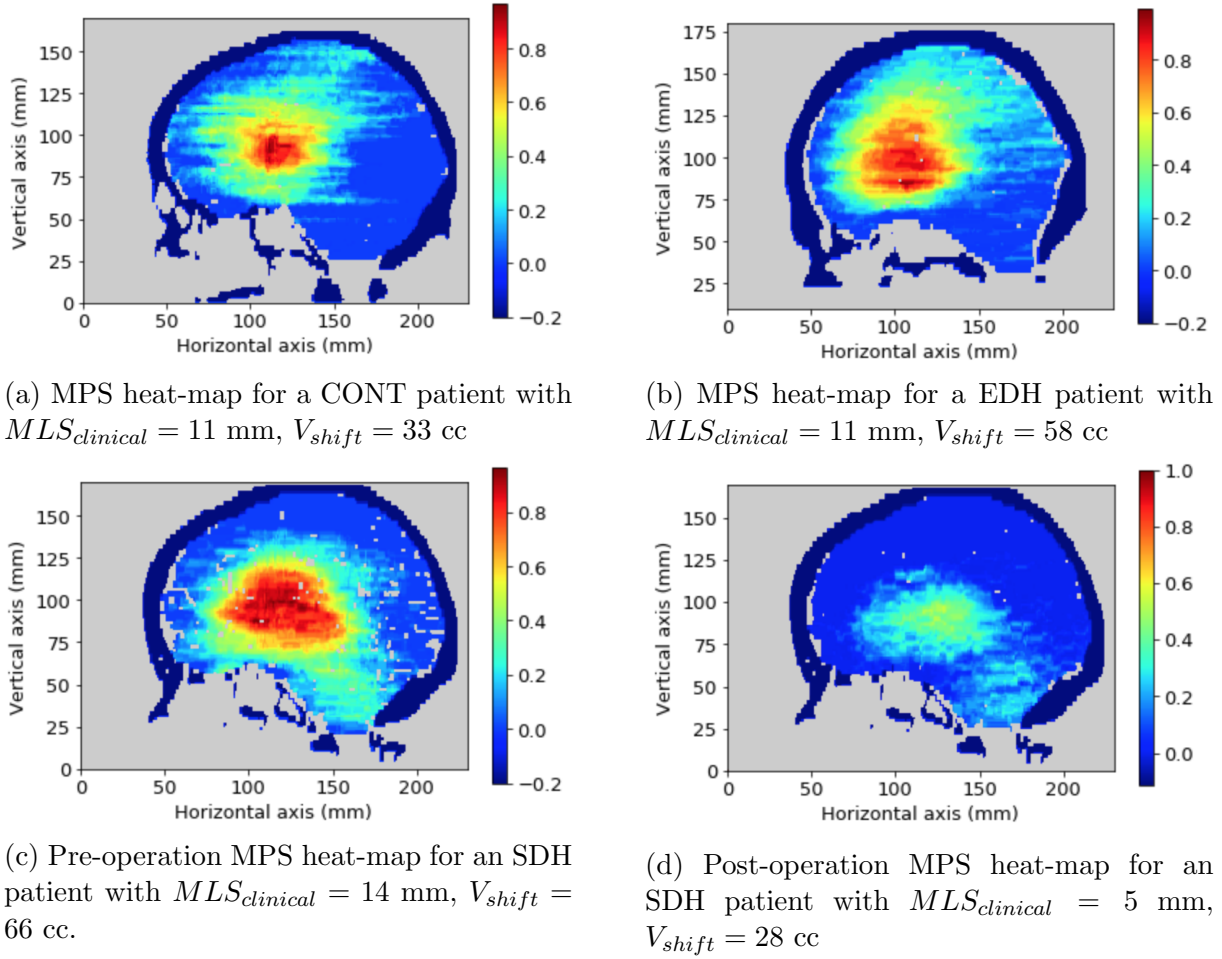 150
125
100
75
50
25
0
Vertical axis (mm)
0 50 100 150 200
Horizontal axis (mm)
0.8
0.6
0.4
0.2
0.0
−0.2
175
150
125
100
75
50
25
Vertical axis (mm)
0 50 100 150 200
Horizontal axis (mm)
0.8
0.6
0.4
0.2
0.0
−0.2
(a) MPS heat-map for a CONT patient with
MLS_clinical = 11 mm, V_shift = 33 cc
(b) MPS heat-map for a EDH patient with
MLS_clinical = 11 mm, V_shift = 58 cc
150
125
100
75
50
25
0
Vertical axis (mm)
0 50 100 150 200
Horizontal axis (mm)
0.8
0.6
0.4
0.2
0.0
−0.2
150
125
100
75
50
25
0
Vertical axis (mm)
0 50 100 150 200
Horizontal axis (mm)
1.0
0.8
0.6
0.4
0.2
0.0
(c) Pre-operation MPS heat-map for an SDH
patient with MLS_clinical = 14 mm, V_shift =
66 cc.
(d) Post-operation MPS heat-map for an
SDH patient with MLS_clinical = 5 mm,
V_shift = 28 cc